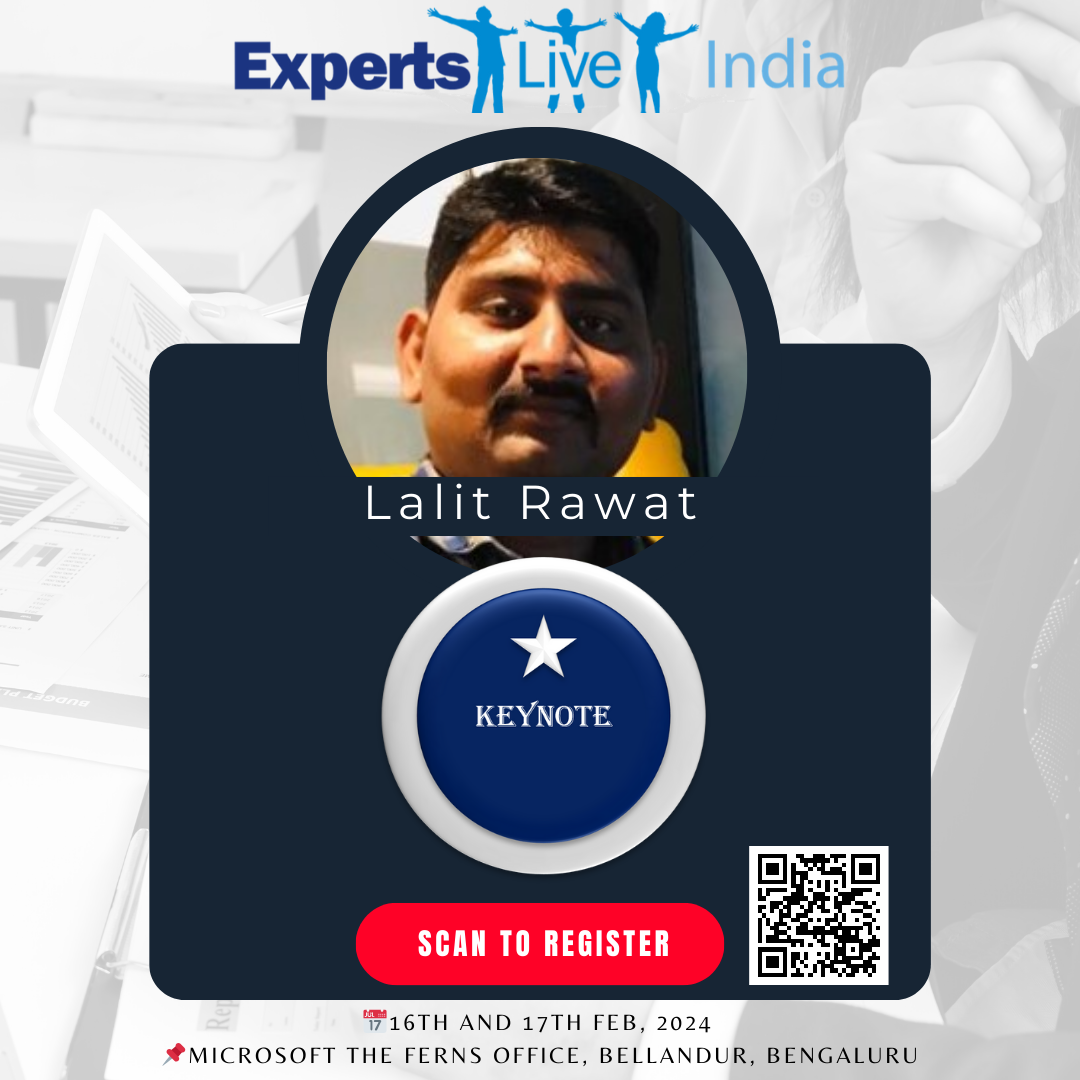 Experts Live India
Lalit Rawat
KEYNOTE
SCAN TO REGISTER
16TH AND 17TH FEB, 2024
MICROSOFT THE FERNS OFFICE, BELLANDUR, BENGALURU